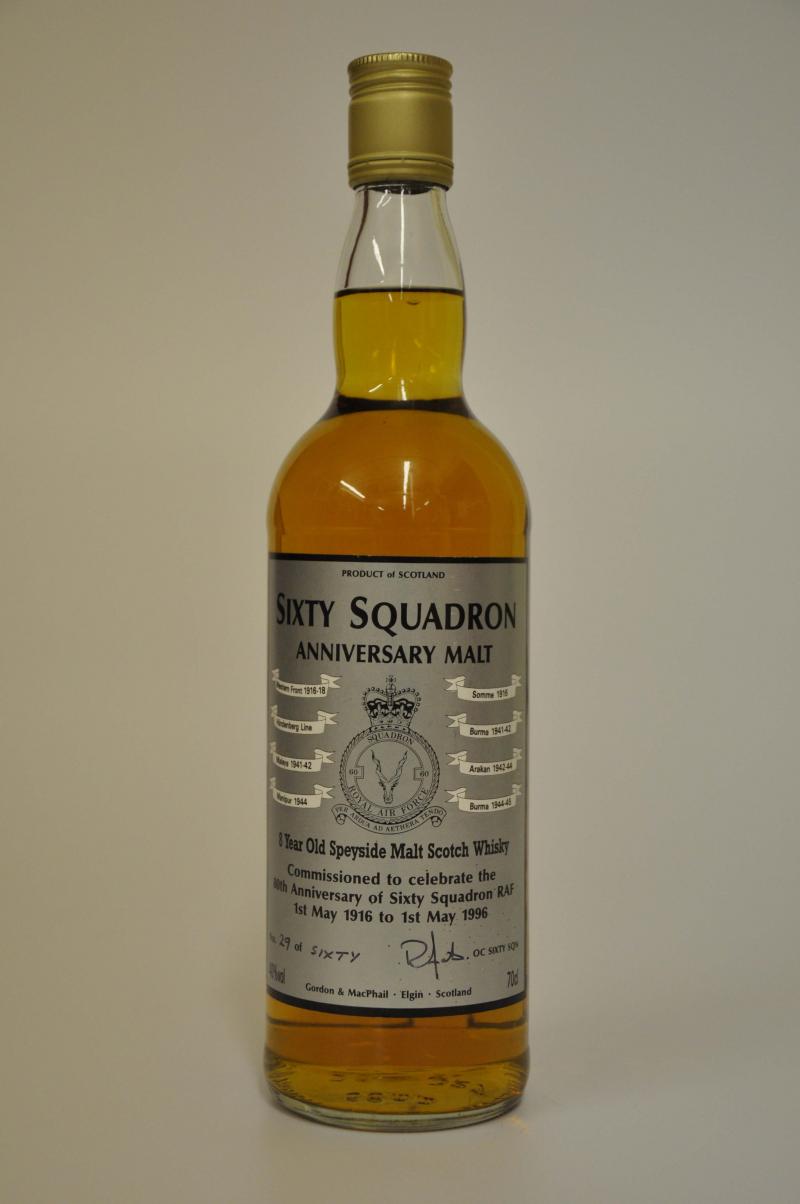 PRODUCT of SCOTLAND
SIXTY SQUADRON
ANNIVERSARY MALT
Western Front 1916-18
Somme 1916
Hindenberg Line
Burma 1941-42
Malaya 1941-42
Arakan 1942-44
Manipur 1944
Burma 1944-45
SQUADRON
60 60
ROYAL AIR FORCE
PER ARDUA AD AETHERA TENDO
8 Year Old Speyside Malt Scotch Whisky
Commissioned to celebrate the
80th Anniversary of Sixty Squadron RAF
1st May 1916 to 1st May 1996
No. 29 of SIXTY
OC SIXTY SQN
40%vol
70cl
Gordon & MacPhail · Elgin · Scotland